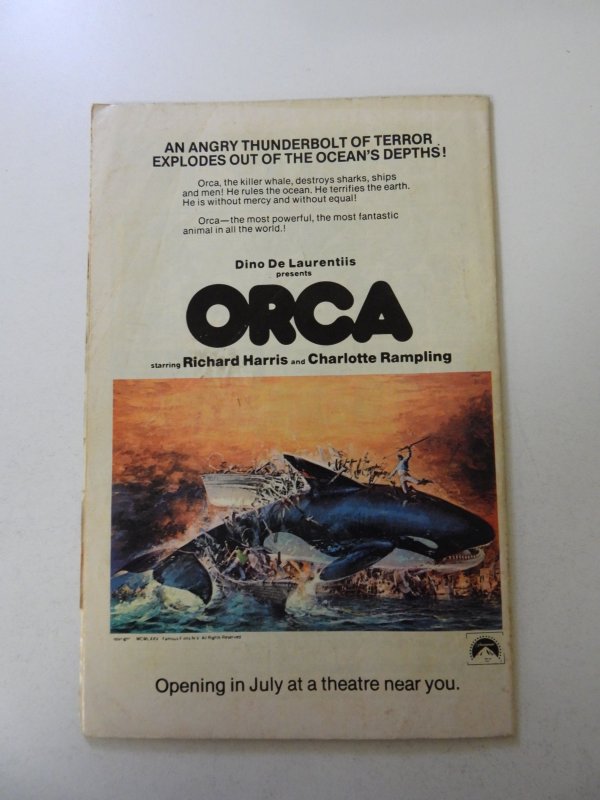 AN ANGRY THUNDERBOLT OF TERROR
EXPLODES OUT OF THE OCEAN'S DEPTHS!
Orca, the killer whale, destroys sharks, ships
and men! He rules the ocean. He terrifies the earth.
He is without mercy and without equal!
Orca—the most powerful, the most fantastic
animal in all the world.!
Dino De Laurentiis
presents
ORCA
starring Richard Harris and Charlotte Rampling
All Rights Reserved
Opening in July at a theatre near you.